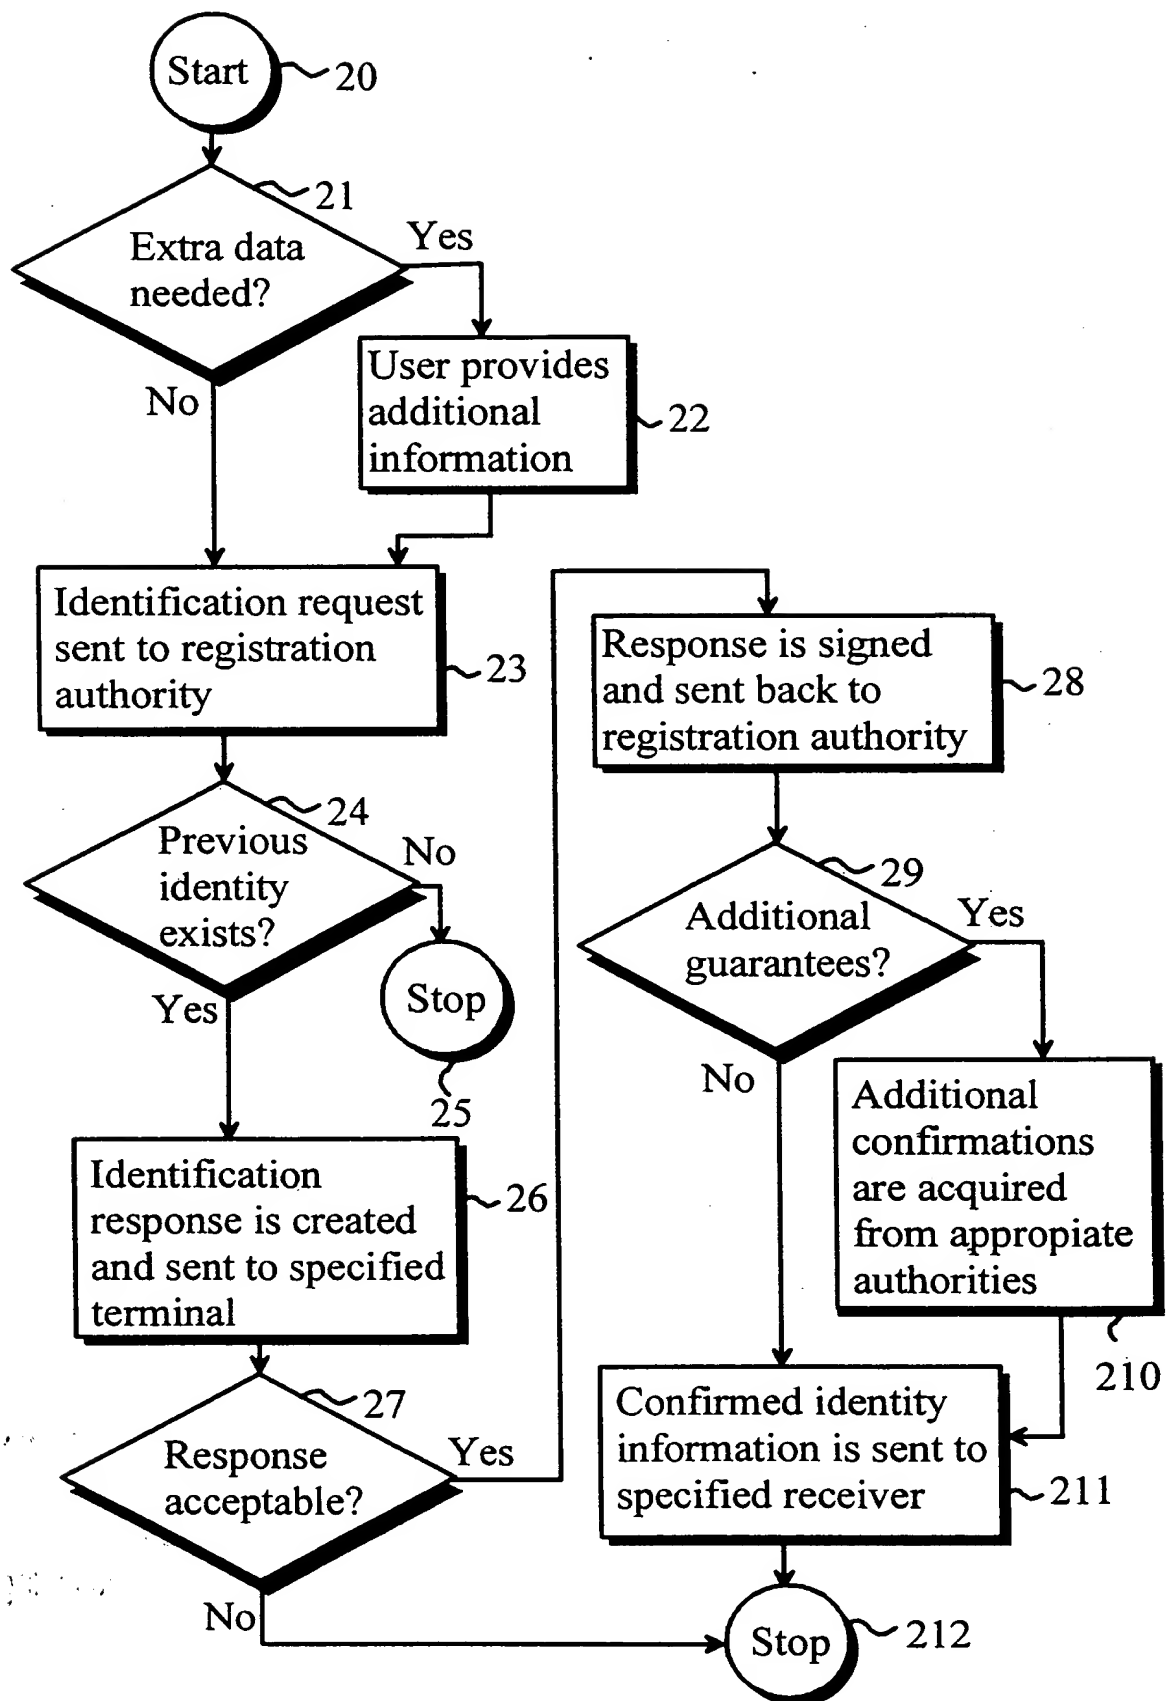 Start
20
21
Extra data
needed?
Yes
No
User provides
additional
information
22
Identification request
sent to registration
authority
23
24
Previous
identity
exists?
No
Stop
25
Yes
Identification
response is created
and sent to specified
terminal
26
27
Response
acceptable?
Yes
No
Response is signed
and sent back to
registration authority
28
29
Additional
guarantees?
Yes
No
Additional
confirmations
are acquired
from appropiate
authorities
210
Confirmed identity
information is sent to
specified receiver
211
Stop
212